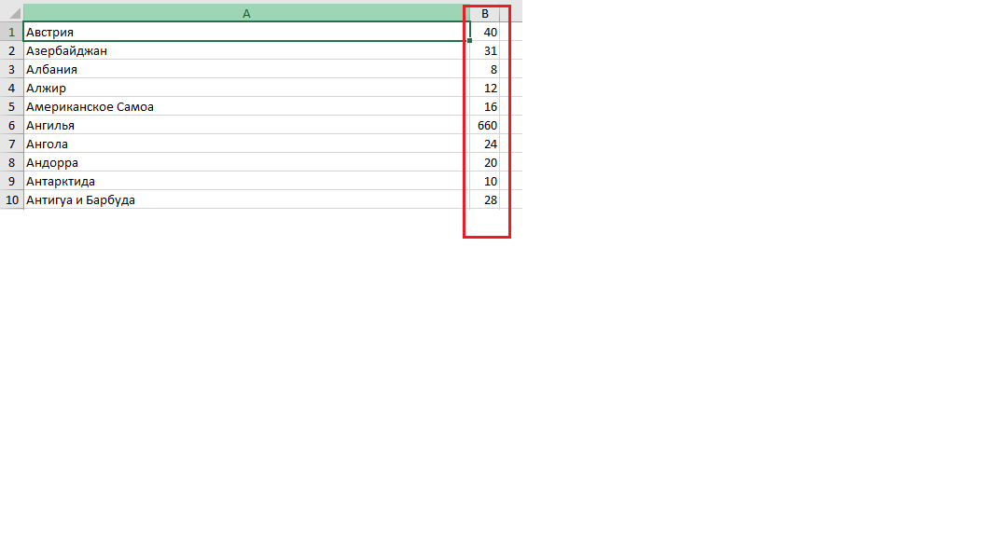 A B
1 Австрия 40
2 Азербайджан 31
3 Албания 8
4 Алжир 12
5 Американское Самоа 16
6 Ангилья 660
7 Ангола 24
8 Андорра 20
9 Антарктида 10
10 Антигуа и Барбуда 28